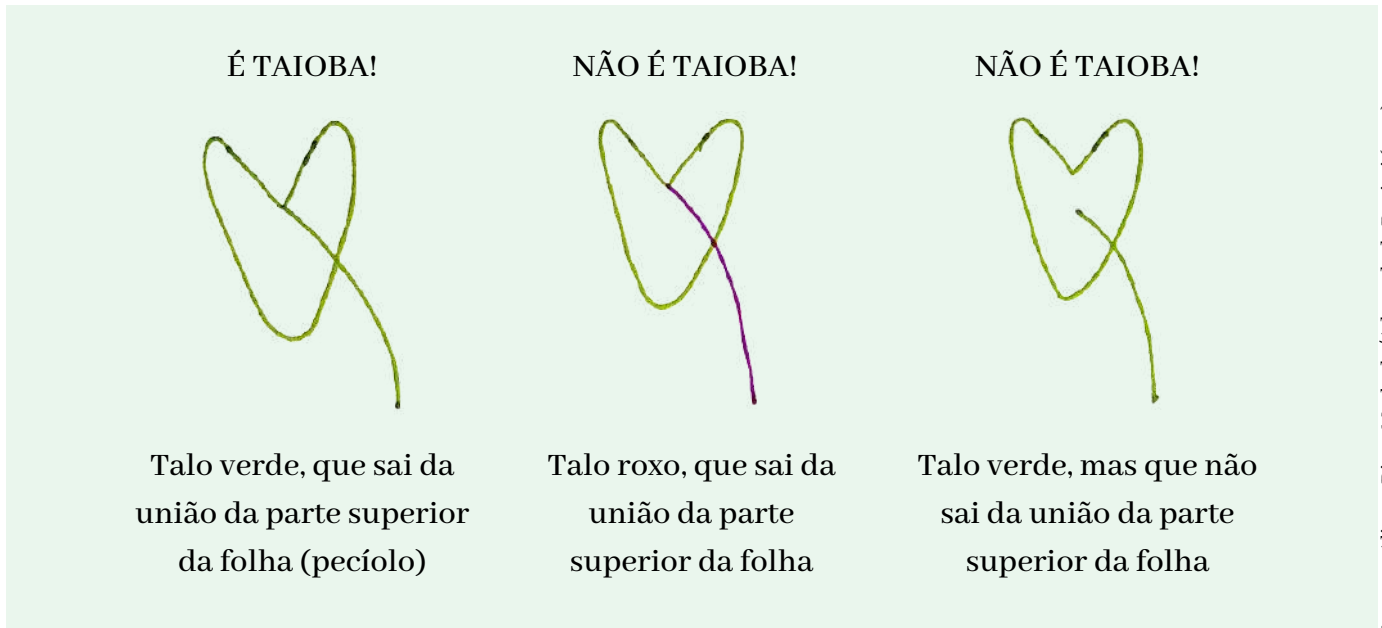 É TAIOBA!
NÃO É TAIOBA!
NÃO É TAIOBA!
Talo verde, que sai da
união da parte superior
da folha (pecíolo)
Talo roxo, que sai da
união da parte
superior da folha
Talo verde, mas que não
sai da união da parte
superior da folha